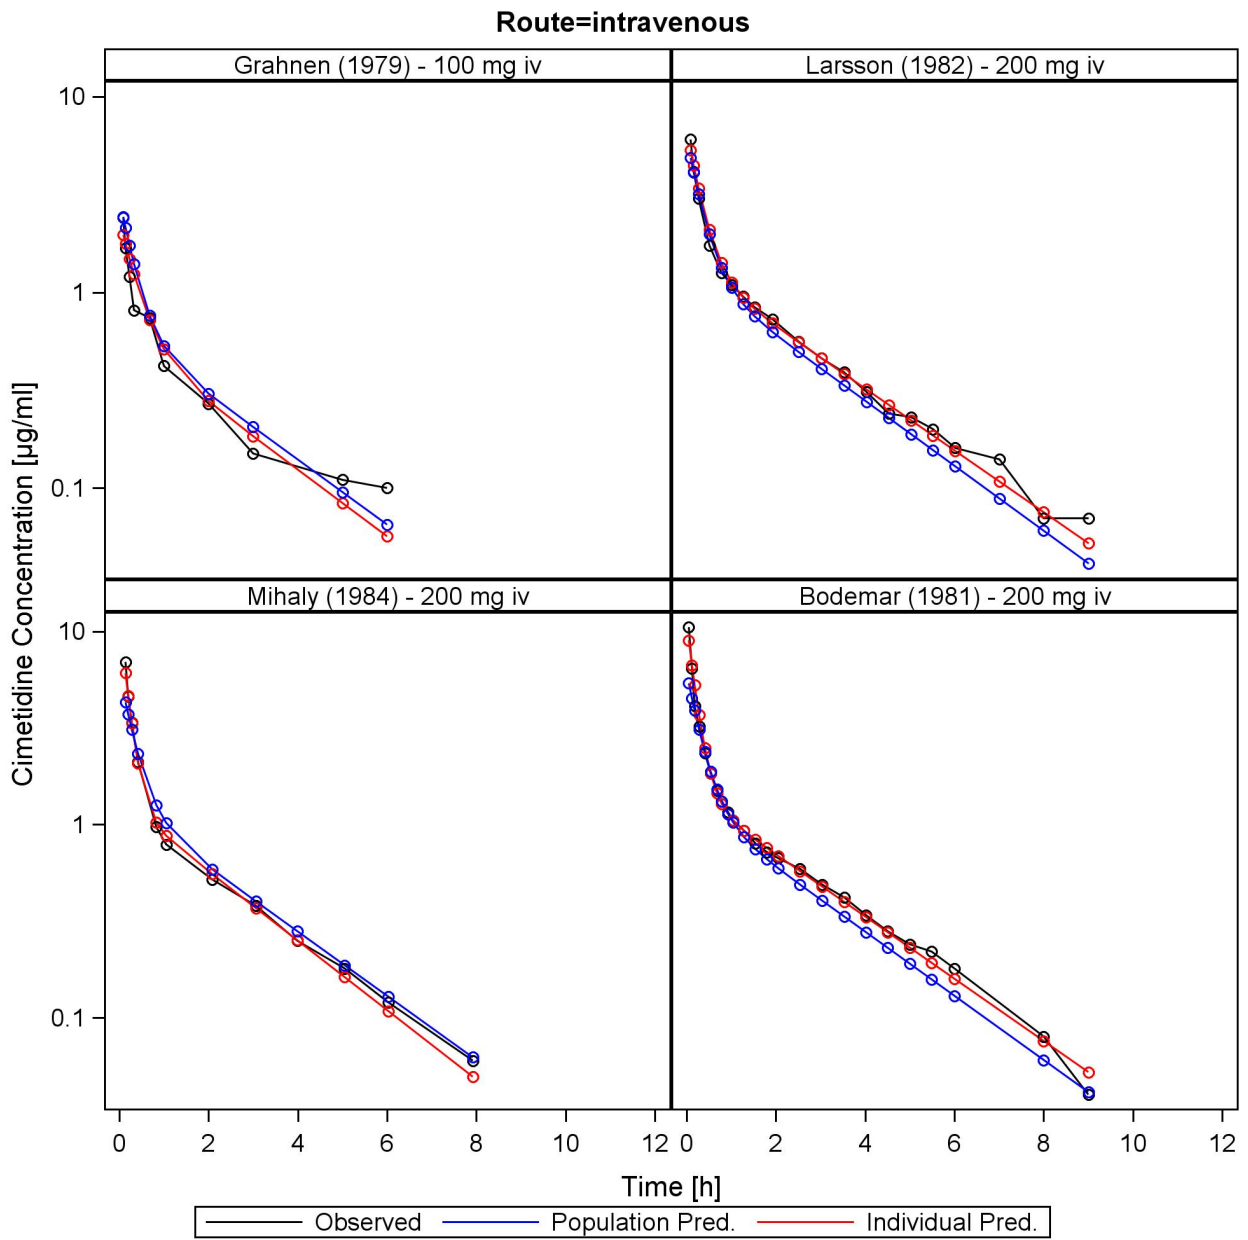 Route=intravenous
Grahnen (1979) - 100 mg iv
Larsson (1982) - 200 mg iv
10
1
0.1
Mihaly (1984) - 200 mg iv
Bodemar (1981) - 200 mg iv
10
1
0.1
Cimetidine Concentration [µg/ml]
0 2 4 6 8 10 12
0 2 4 6 8 10 12
Time [h]
Observed
Population Pred.
Individual Pred.